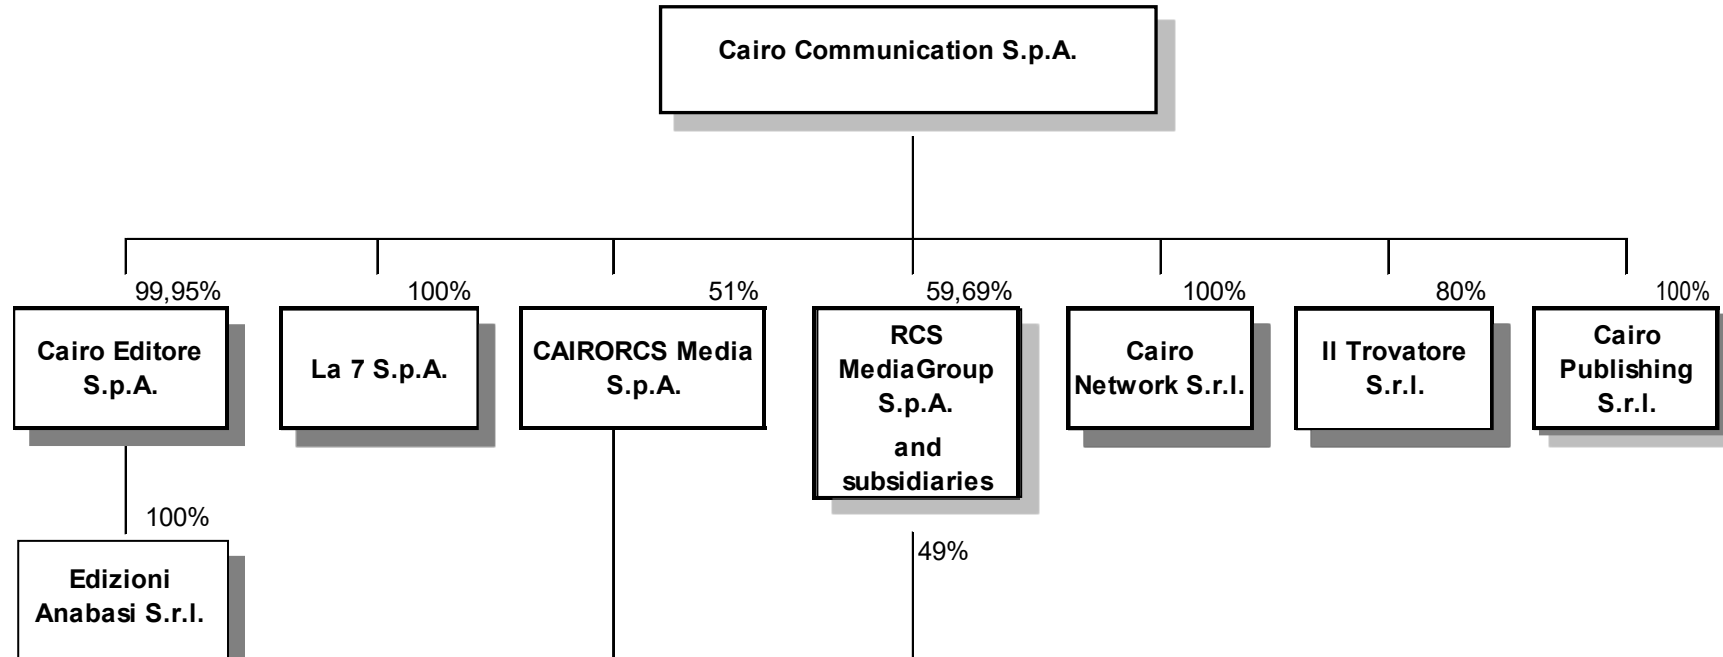 Cairo Communication S.p.A.
99,95%
100%
51%
59,69%
100%
80%
100%
Cairo Editore
S.p.A.
La 7 S.p.A.
CAIRORCS Media
S.p.A.
RCS
MediaGroup
S.p.A.
and
subsidiaries
Cairo
Network S.r.l.
Il Trovatore
S.r.l.
Cairo
Publishing
S.r.l.
100%
49%
Edizioni
Anabasi S.r.l.